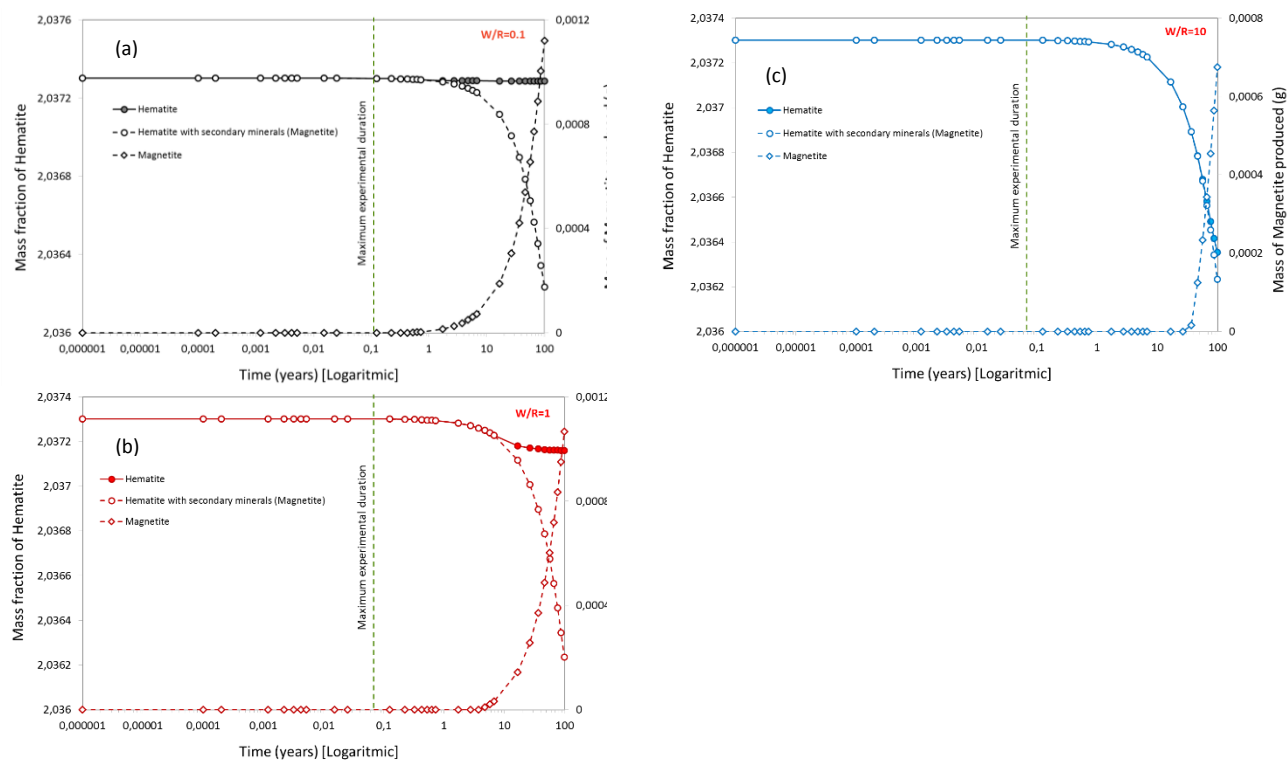 (a)
W/R=0.1
2,0376
2,0372
2,0368
2,0364
2,036
Mass fraction of Hematite
Hematite
Hematite with secondary minerals (Magnetite)
Magnetite
Maximum experimental duration
0,0012
0,0008
0,0004
0
0,000001 0,00001 0,0001 0,001 0,01 0,1 1 10 100
Time (years) [Logaritmic]
(c)
W/R=10
2,0374
2,0372
2,037
2,0368
2,0366
2,0364
2,0362
2,036
Mass fraction of Hematite
Hematite
Hematite with secondary minerals (Magnetite)
Magnetite
Maximum experimental duration
0,0008
0,0006
0,0004
0,0002
0
Mass of Magnetite produced (g)
0,000001 0,00001 0,0001 0,001 0,01 0,1 1 10 100
Time (years) [Logaritmic]
(b)
W/R=1
2,0374
2,0372
2,037
2,0368
2,0366
2,0364
2,0362
2,036
Mass fraction of Hematite
Hematite
Hematite with secondary minerals (Magnetite)
Magnetite
Maximum experimental duration
0,0012
0,0008
0,0004
0
0,000001 0,00001 0,0001 0,001 0,01 0,1 1 10 100
Time (years) [Logaritmic]